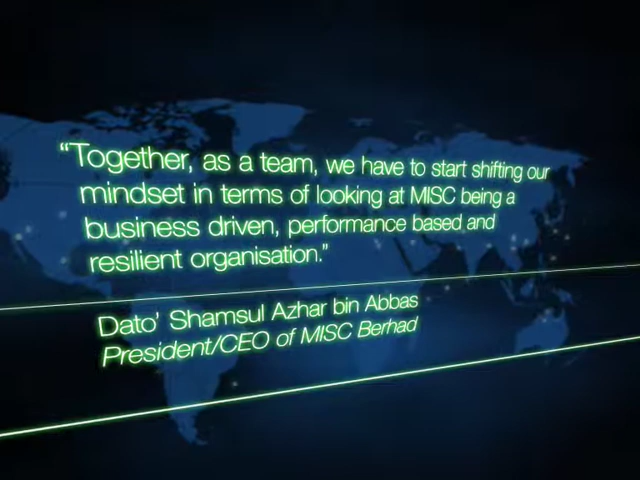 “Together, as a team, we have to start shifting our
mindset in terms of looking at MISC being a
business driven, performance based and
resilient organisation.”
Dato’ Shamsul Azhar bin Abbas
President/CEO of MISC Berhad